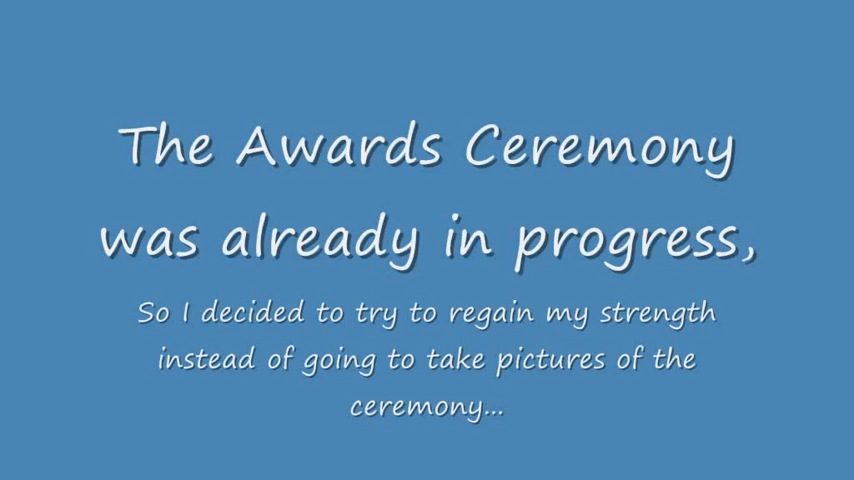 The Awards Ceremony
was already in progress,
So I decided to try to regain my strength
instead of going to take pictures of the
ceremony...